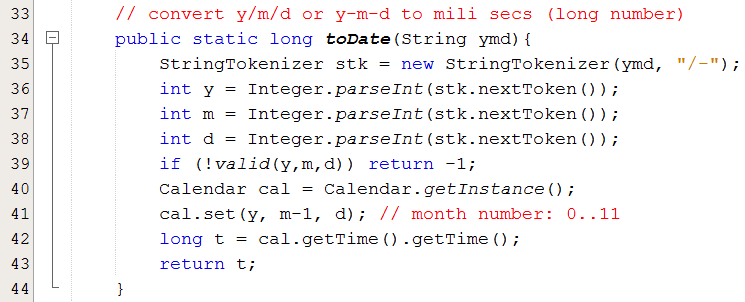 33 // convert y/m/d or y-m-d to mili secs (long number)
34 public static long toDate(String ymd){
35 StringTokenizer stk = new StringTokenizer(ymd, "/-");
36 int y = Integer.parseInt(stk.nextToken());
37 int m = Integer.parseInt(stk.nextToken());
38 int d = Integer.parseInt(stk.nextToken());
39 if (!valid(y,m,d)) return -1;
40 Calendar cal = Calendar.getInstance();
41 cal.set(y, m-1, d); // month number: 0..11
42 long t = cal.getTime().getTime();
43 return t;
44 }